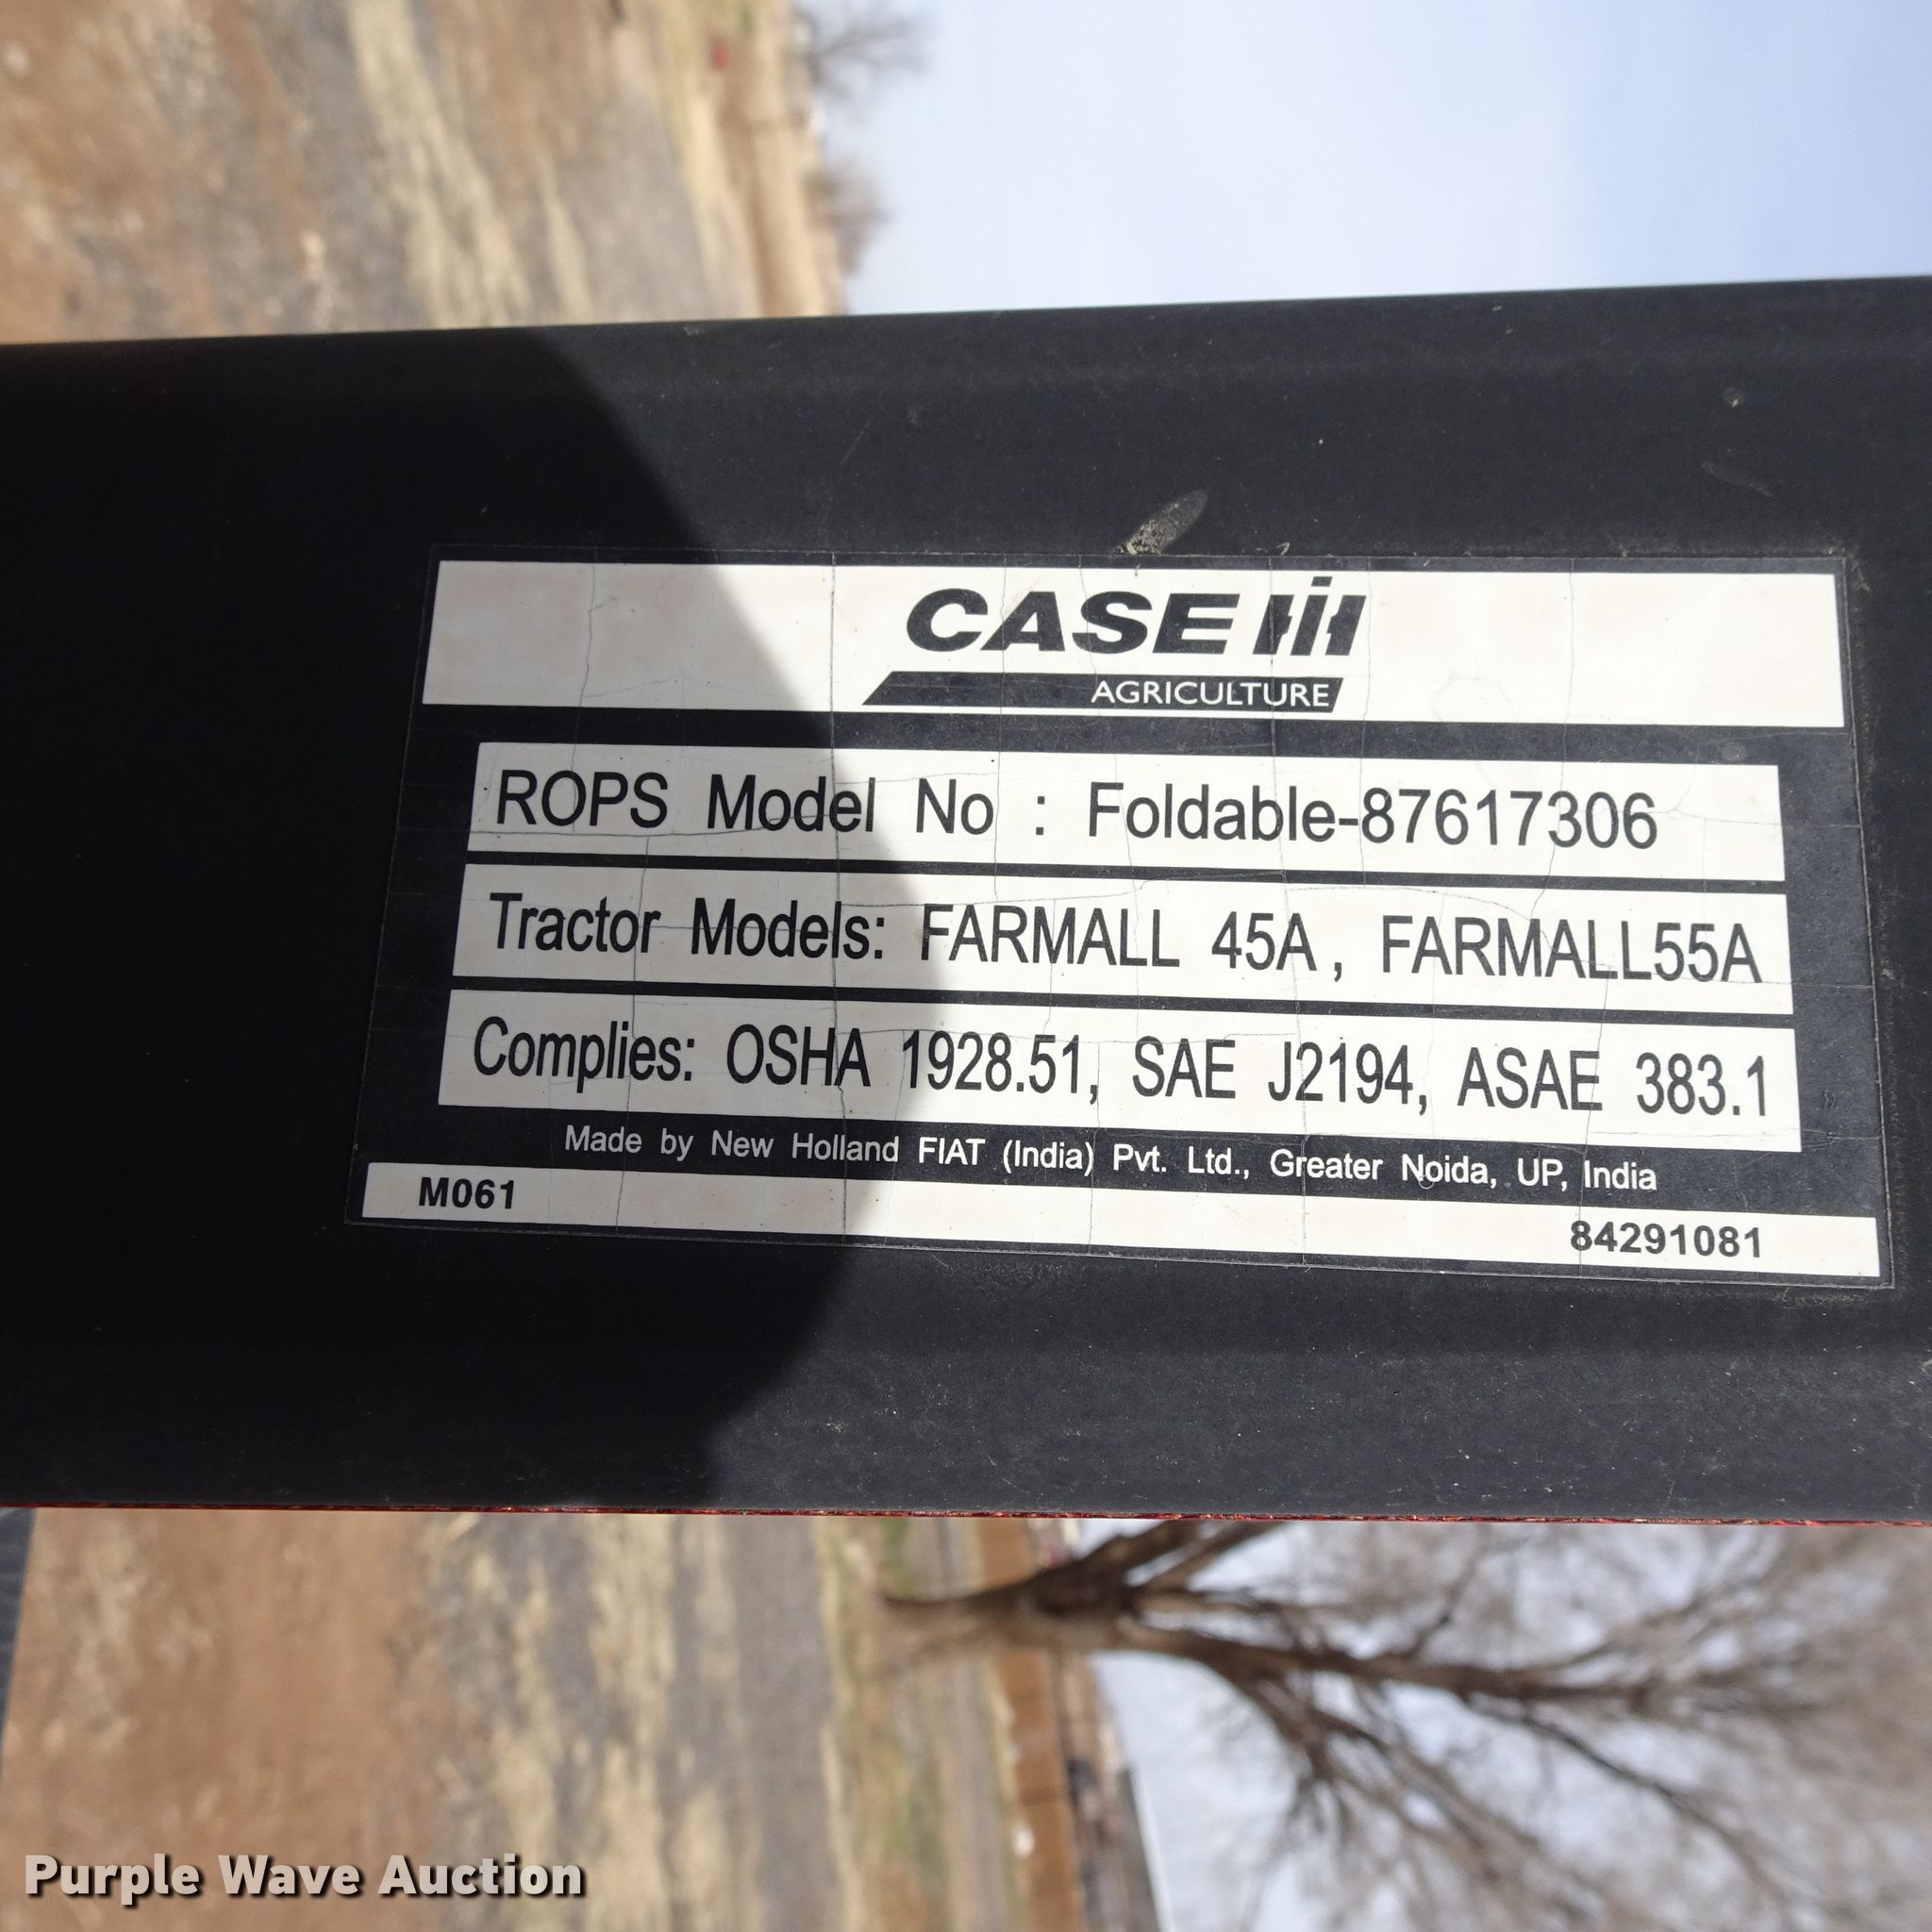 CASE IH
AGRICULTURE
ROPS Model No : Foldable-87617306
Tractor Models: FARMALL 45A, FARMALL55A
Complies: OSHA 1928.51, SAE J2194, ASAE 383.1
Made by New Holland FIAT (India) Pvt. Ltd., Greater Noida, UP, India
M061
84291081
Purple Wave Auction